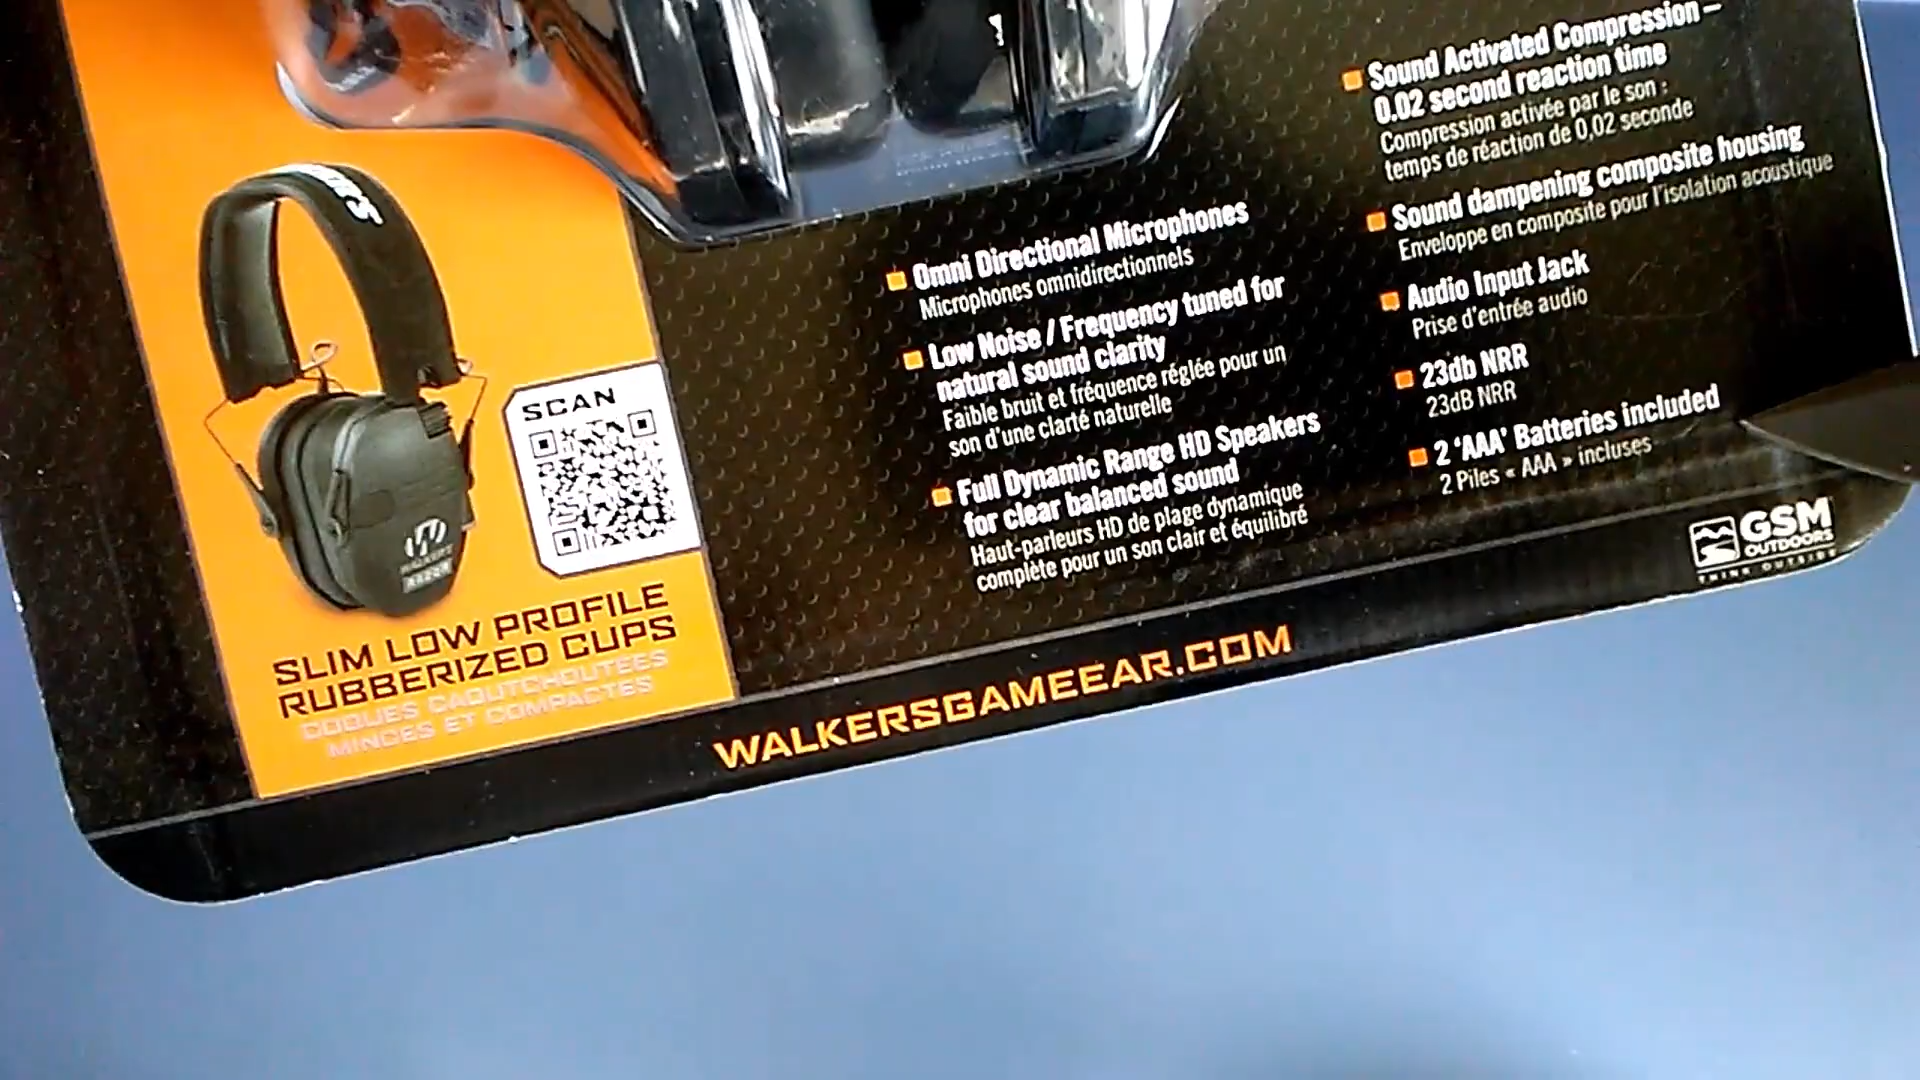 SCAN
SLIM LOW PROFILE
RUBBERIZED CUPS
COQUES CAOUTCHOUTEES
MINCES ET COMPACTES
Omni Directional Microphones
Microphones omnidirectionnels
Low Noise / Frequency tuned for
natural sound clarity
Faible bruit et fréquence réglée pour un
son d'une clarté naturelle
Full Dynamic Range HD Speakers
for clear balanced sound
Haut-parleurs HD de plage dynamique
complète pour un son clair et équilibré
Sound Activated Compression –
0.02 second reaction time
Compression activée par le son :
temps de réaction de 0,02 seconde
Sound dampening composite housing
Enveloppe en composite pour l'isolation acoustique
Audio Input Jack
Prise d'entrée audio
23db NRR
23dB NRR
2 'AAA' Batteries included
2 Piles « AAA » incluses
GSM
OUTDOORS
THINK OUTSIDE
WALKERSGAMEEAR.COM